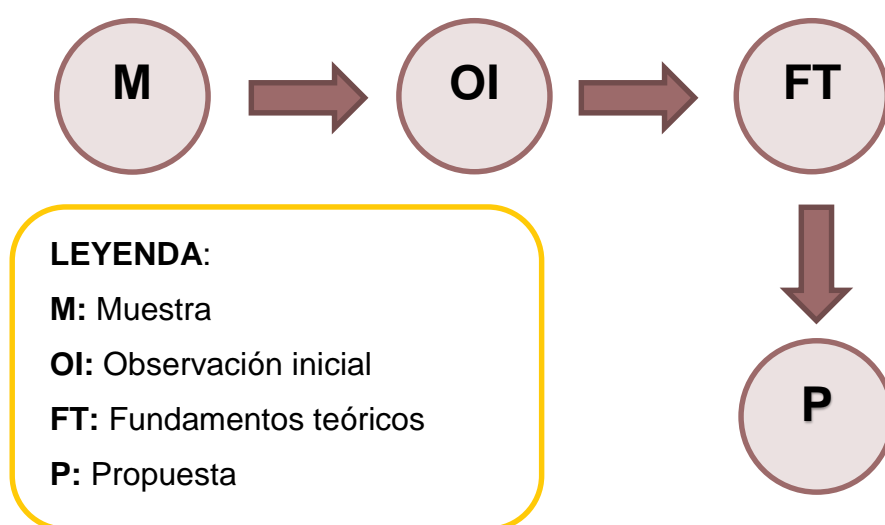 M
OI
FT
LEYENDA:
M: Muestra
OI: Observación inicial
FT: Fundamentos teóricos
P: Propuesta
P